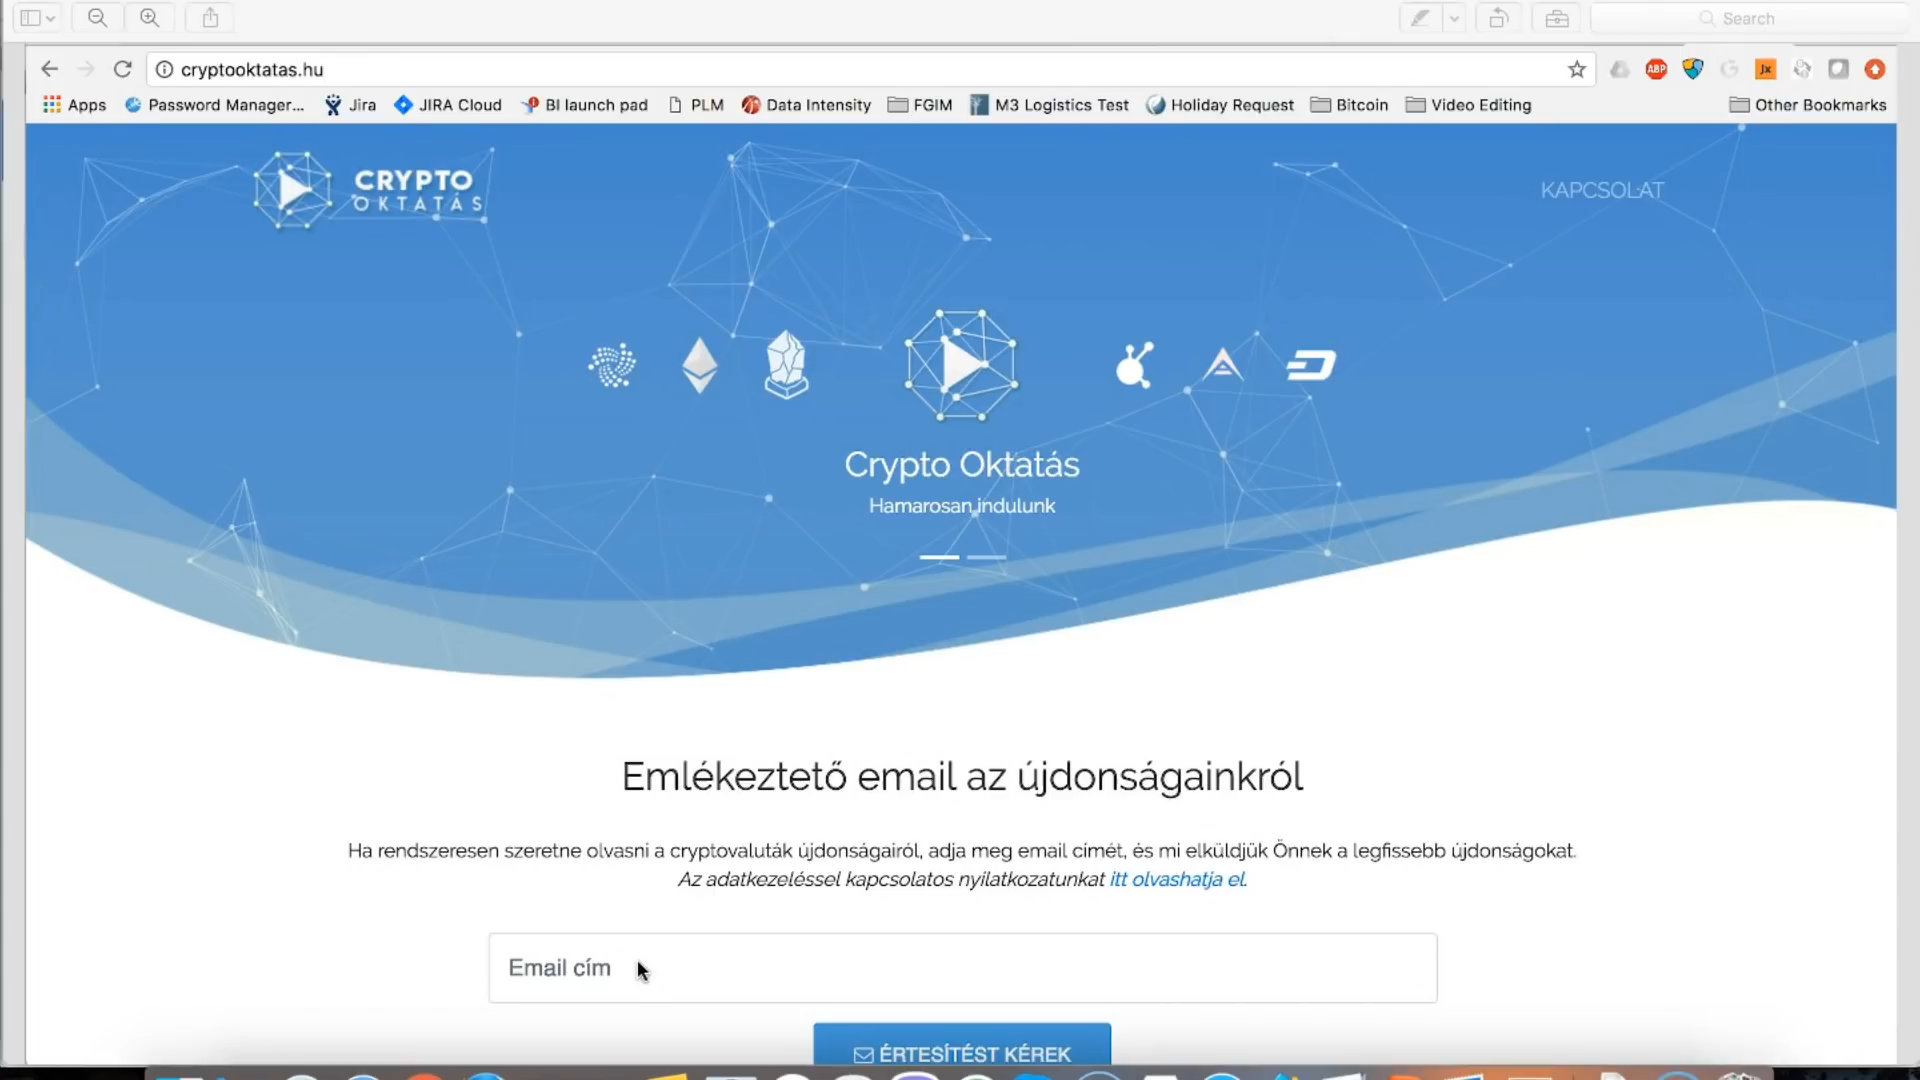 Search
cryptooktatas.hu
ABP
Jx
Apps
Password Manager...
Jira
JIRA Cloud
BI launch pad
PLM
Data Intensity
FGIM
M3 Logistics Test
Holiday Request
Bitcoin
Video Editing
Other Bookmarks
CRYPTO
OKTATÁS
KAPCSOLAT
Crypto Oktatás
Hamarosan indulunk
Emlékeztető email az újdonságainkról
Ha rendszeresen szeretne olvasni a cryptovaluták újdonságairól, adja meg email címét, és mi elküldjük Önnek a legfissebb újdonságokat.
Az adatkezeléssel kapcsolatos nyilatkozatunkat itt olvashatja el.
Email cím
ÉRTESÍTÉST KÉREK